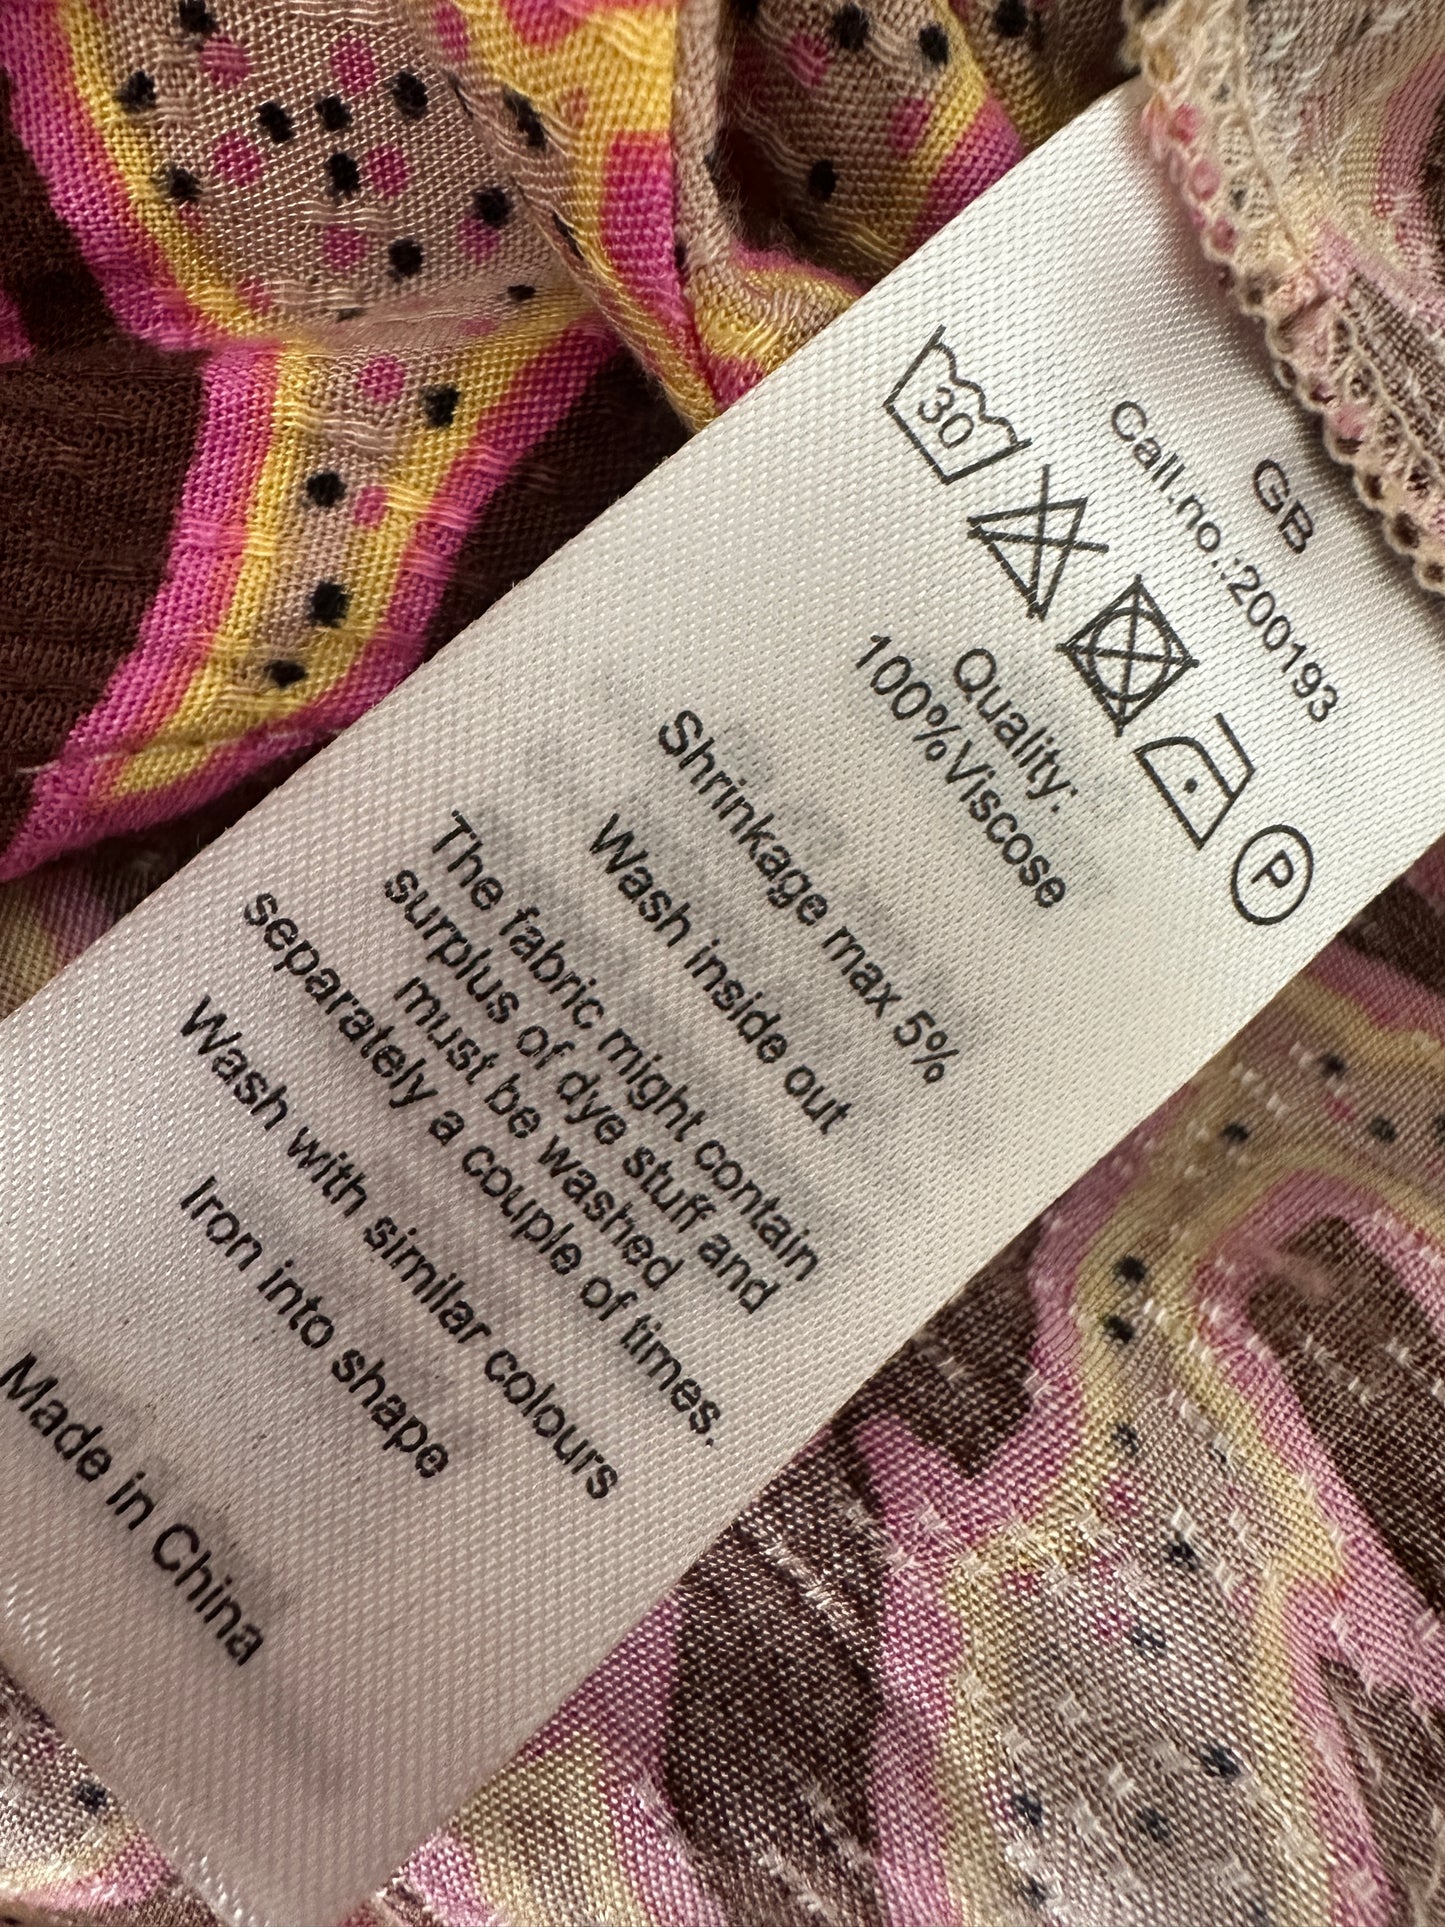 GB
Call.no.:200193
30
P
Quality:
100%Viscose
Shrinkage max 5%
Wash inside out
The fabric might contain
surplus of dye stuff and
must be washed
separately a couple of times.
Wash with similar colours
Iron into shape
Made in China